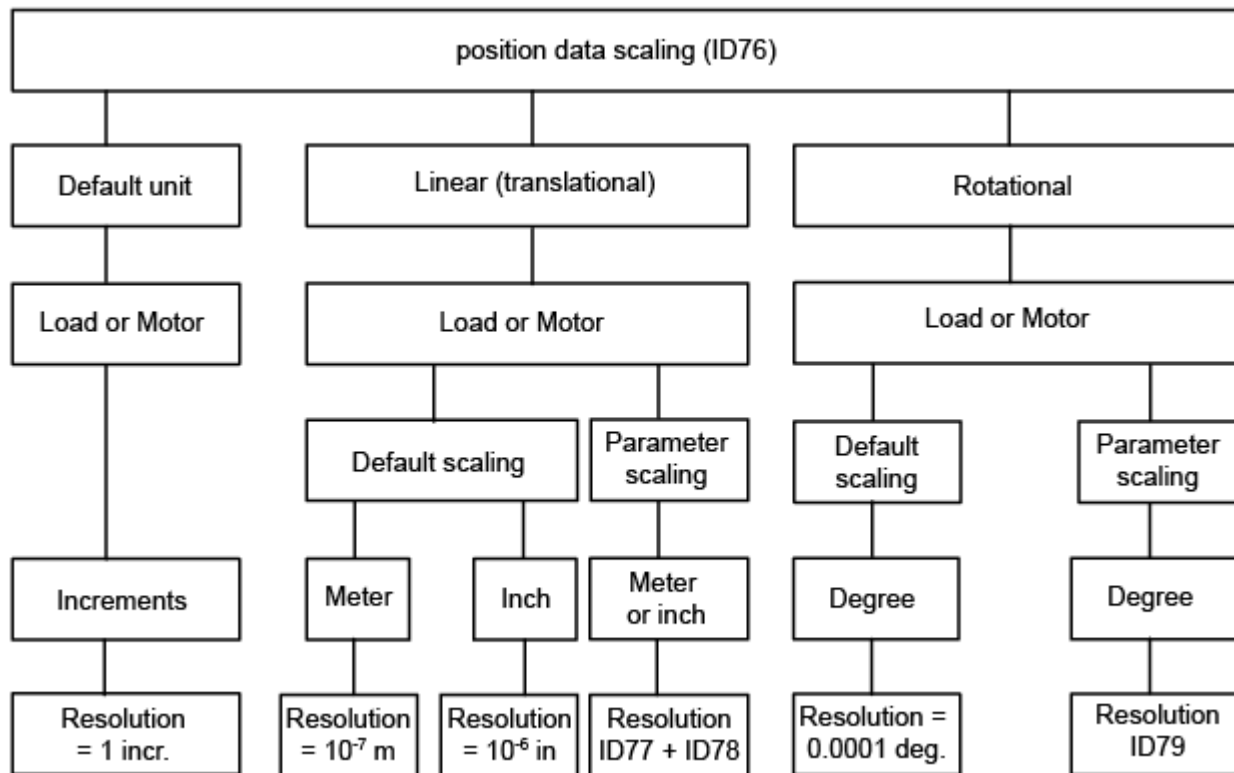 position data scaling (ID76)
Default unit
Linear (translational)
Rotational
Load or Motor
Load or Motor
Load or Motor
Default scaling
Parameter
scaling
Default
scaling
Parameter
scaling
Increments
Meter
Inch
Meter
or inch
Degree
Degree
Resolution
= 1 incr.
Resolution
= 10⁻⁷ m
Resolution
= 10⁻⁶ in
Resolution
ID77 + ID78
Resolution =
0.0001 deg.
Resolution
ID79